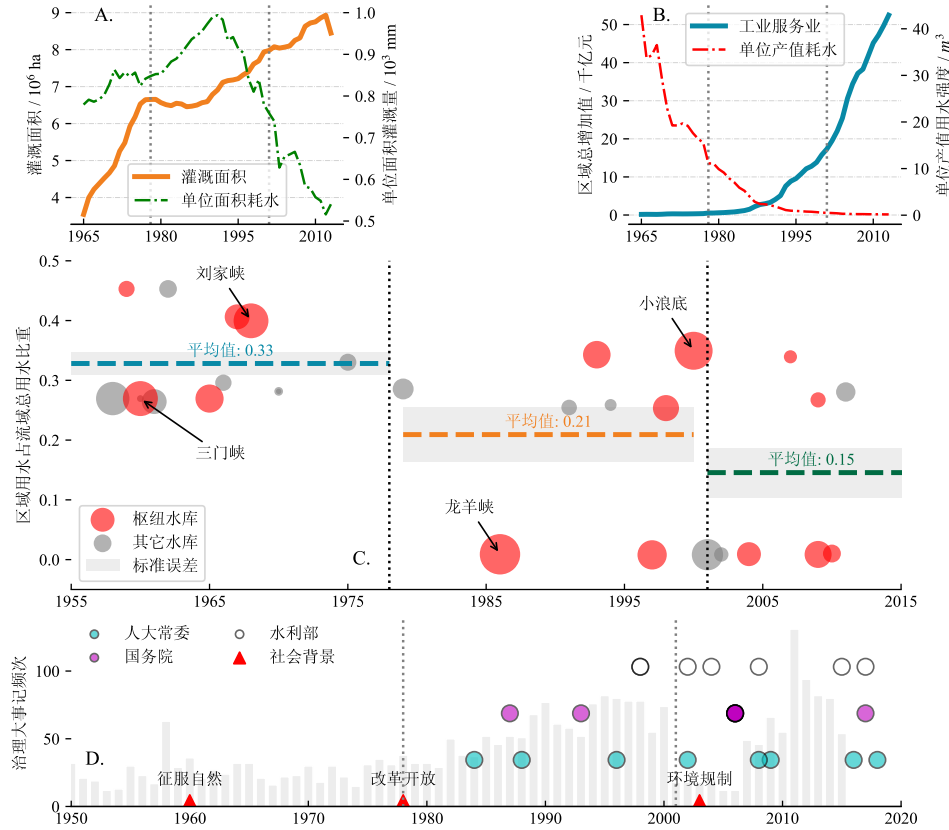 A.
灌溉面积 / 10⁶ ha
9
8
7
6
5
4
1.0
0.9
0.8
0.7
0.6
0.5
单位面积灌溉量 / 10³ mm
灌溉面积
单位面积耗水
1965
1980
1995
2010
B.
区域总增加值 / 千亿元
50
40
30
20
10
0
40
30
20
10
0
单位产值用水强度 / m³
工业服务业
单位产值耗水
1965
1980
1995
2010
区域用水占流域总用水比重
0.5
0.4
0.3
0.2
0.1
0.0
刘家峡
小浪底
平均值: 0.33
平均值: 0.21
三门峡
平均值: 0.15
龙羊峡
枢纽水库
其它水库
标准误差
C.
1955
1965
1975
1985
1995
2005
2015
人大常委
水利部
国务院
社会背景
治理大事记频次
100
50
0
D.
征服自然
改革开放
环境规制
1950
1960
1970
1980
1990
2000
2010
2020